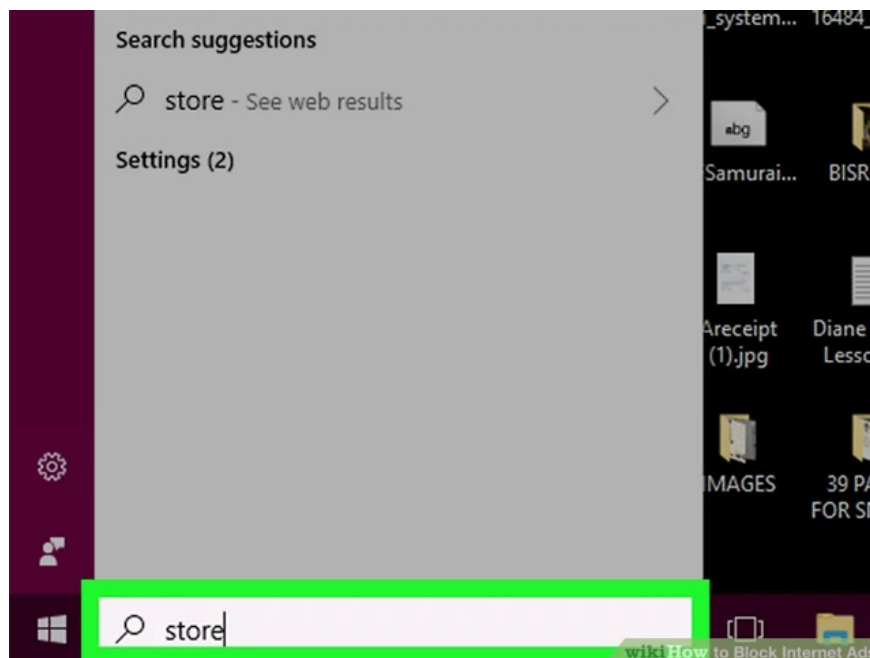 Search suggestions
store - See web results
Settings (2)
store
_system...
16484_
abg
Samurai...
BISR
Areceipt
(1).jpg
Diane
Lesso
IMAGES
39 PA
FOR SI
wikiHow to Block Internet Ads